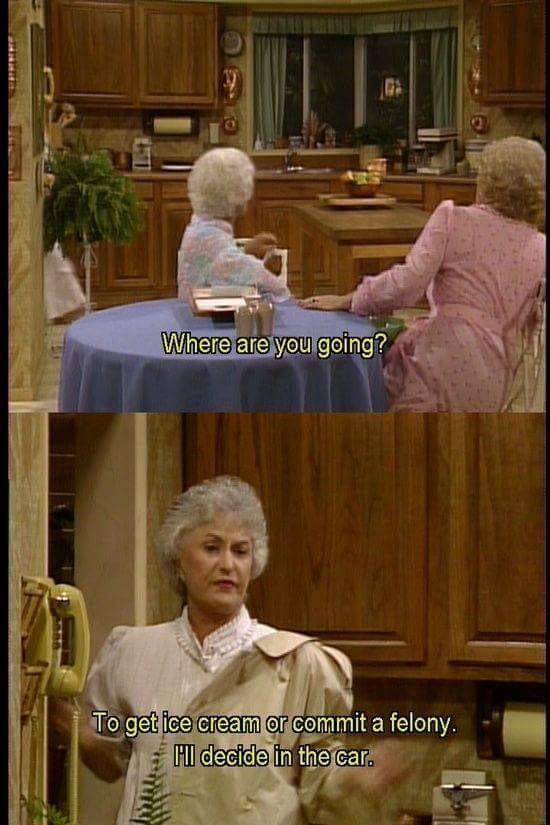 Where are you going?
To get ice cream or commit a felony.
I'll decide in the car.